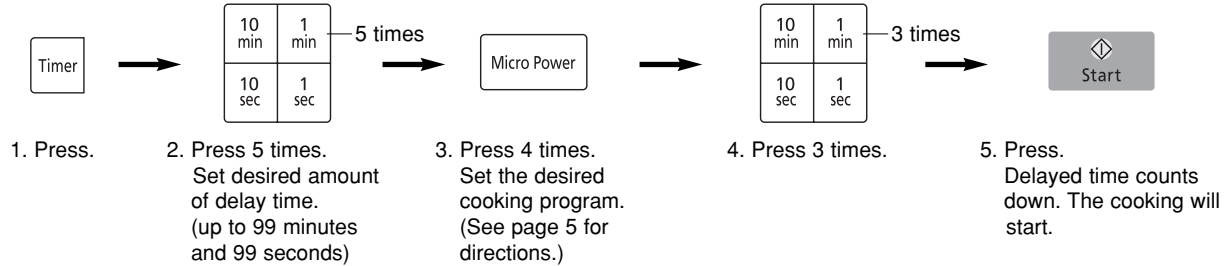 Timer
10 min
1 min
10 sec
1 sec
5 times
Micro Power
10 min
1 min
10 sec
1 sec
3 times
Start
1. Press.
2. Press 5 times.
Set desired amount
of delay time.
(up to 99 minutes
and 99 seconds)
3. Press 4 times.
Set the desired
cooking program.
(See page 5 for
directions.)
4. Press 3 times.
5. Press.
Delayed time counts
down. The cooking will
start.